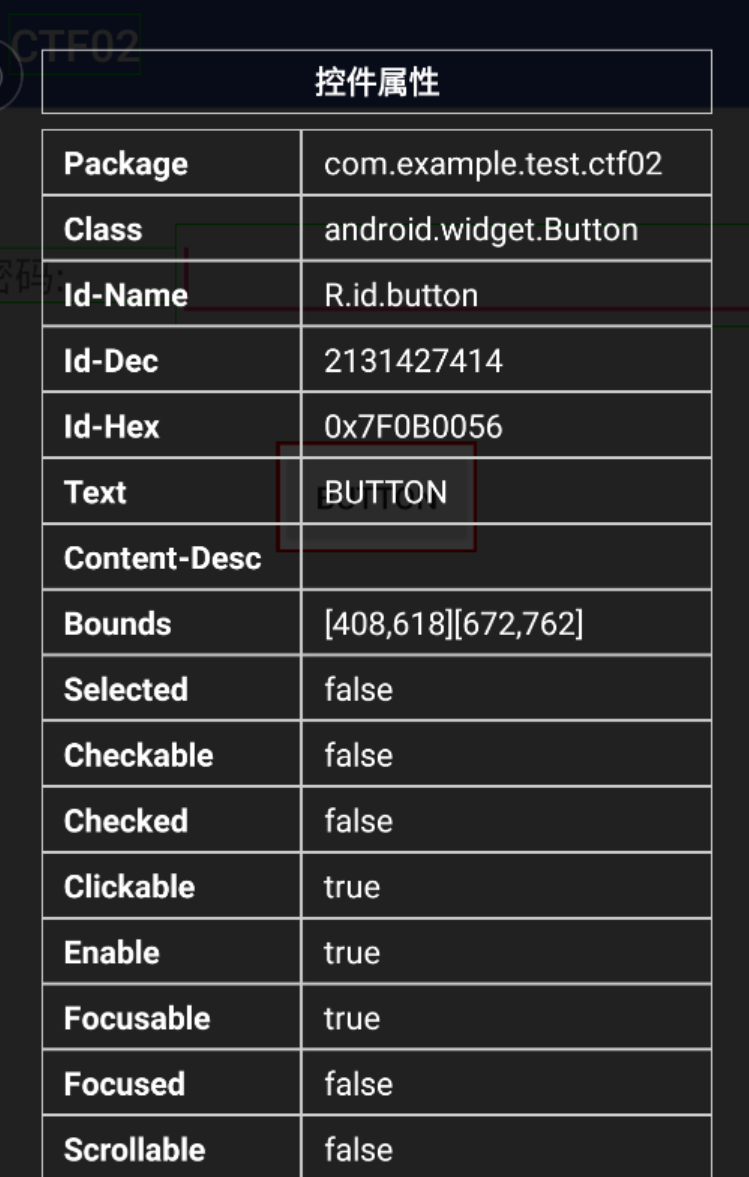 CTF02
控件属性
Package com.example.test.ctf02
Class android.widget.Button
密码:
Id-Name R.id.button
Id-Dec 2131427414
Id-Hex 0x7F0B0056
Text BUTTON
BUTTON
Content-Desc
Bounds [408,618][672,762]
Selected false
Checkable false
Checked false
Clickable true
Enable true
Focusable true
Focused false
Scrollable false